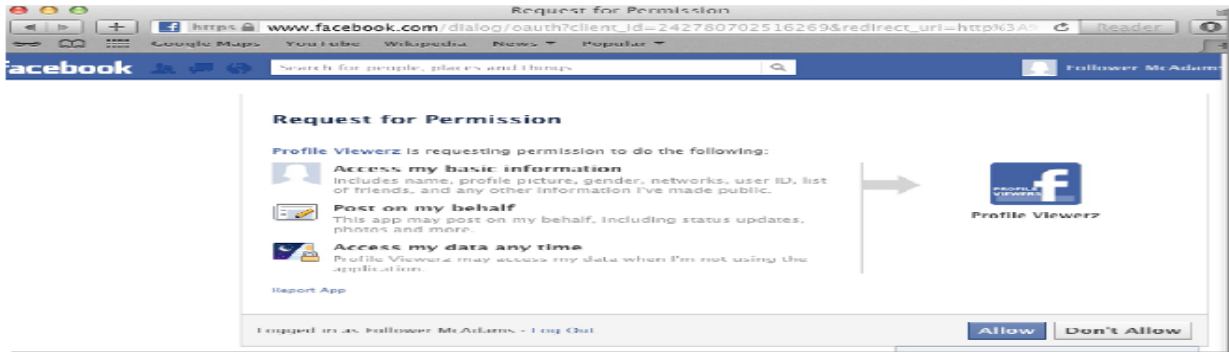 Request for Permission
https www.facebook.com/dialog/oauth?client_id=242780702516269&redirect_uri=http%3A Reader
Google Maps YouTube Wikipedia News Popular
facebook Search for people, places and things Follower McAdams
Request for Permission
Profile Viewerz is requesting permission to do the following:
Access my basic information
Includes name, profile picture, gender, networks, user ID, list
of friends, and any other information I've made public.
Post on my behalf
This app may post on my behalf, including status updates,
photos and more.
Access my data any time
Profile Viewerz may access my data when I'm not using the
application.
PROFILE
VIEWERS
Profile Viewerz
Report App
Logged in as Follower McAdams - Log Out
Allow Don't Allow